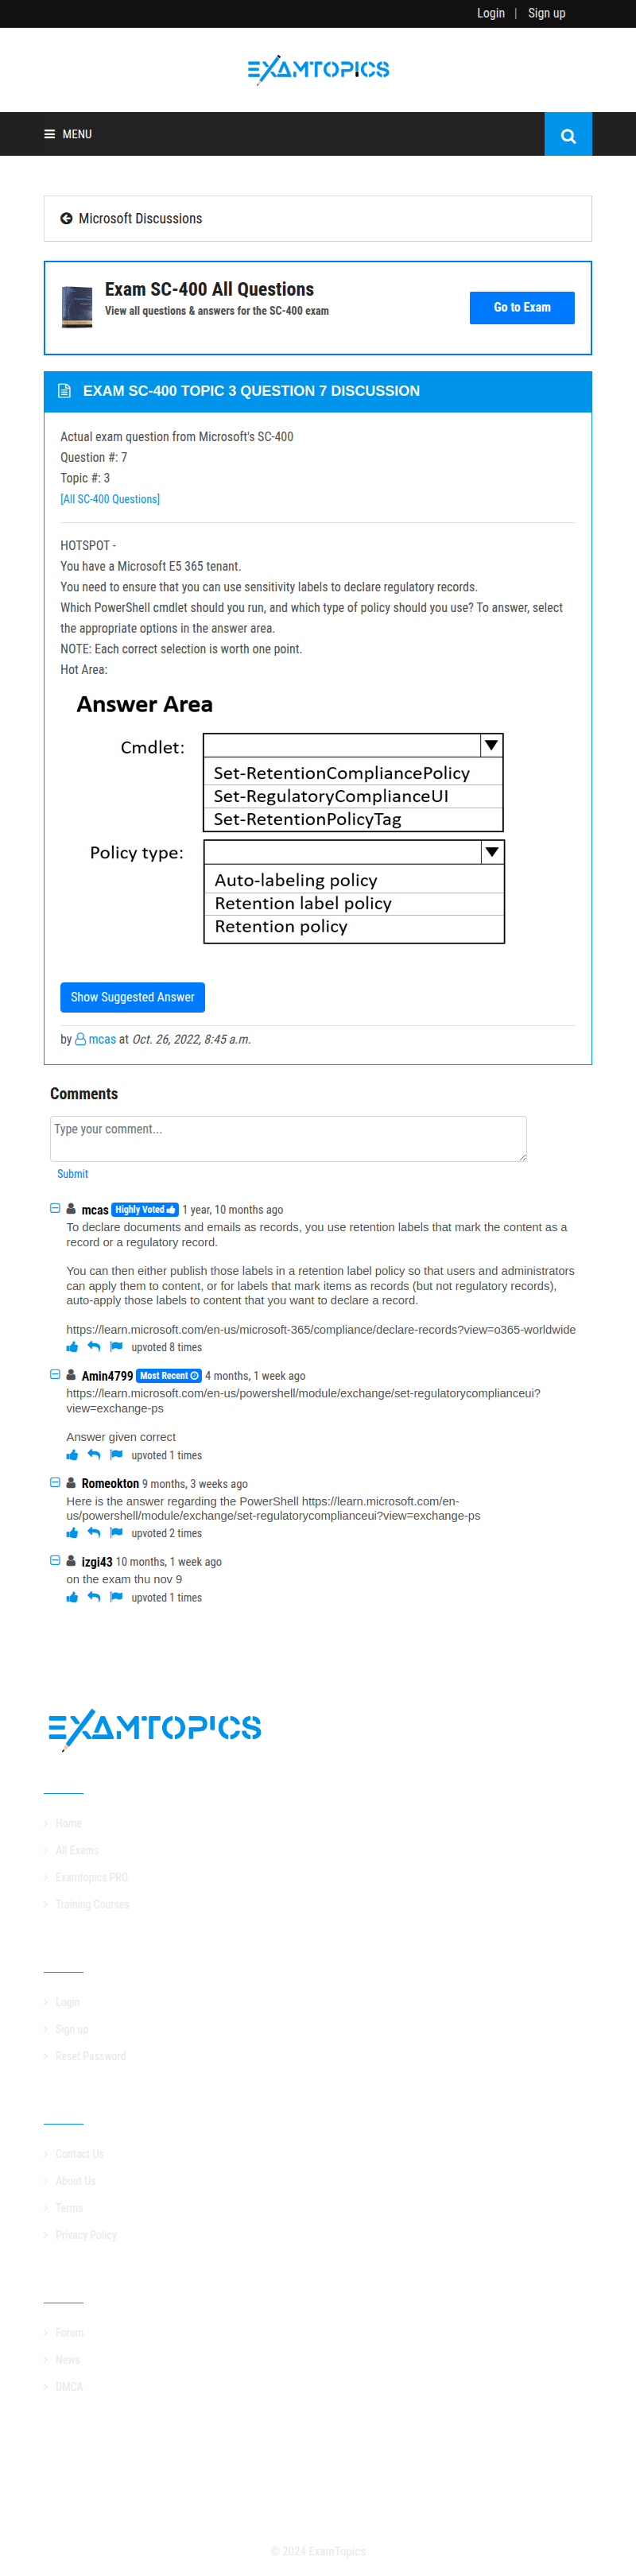 Login | Sign up
EXAMTOPICS
MENU
Microsoft Discussions
Exam SC-400 All Questions
View all questions & answers for the SC-400 exam
Go to Exam
EXAM SC-400 TOPIC 3 QUESTION 7 DISCUSSION
Actual exam question from Microsoft's SC-400
Question #: 7
Topic #: 3
[All SC-400 Questions]
HOTSPOT -
You have a Microsoft E5 365 tenant.
You need to ensure that you can use sensitivity labels to declare regulatory records.
Which PowerShell cmdlet should you run, and which type of policy should you use? To answer, select
the appropriate options in the answer area.
NOTE: Each correct selection is worth one point.
Hot Area:
Answer Area
Cmdlet:
Set-RetentionCompliancePolicy
Set-RegulatoryComplianceUI
Set-RetentionPolicyTag
Policy type:
Auto-labeling policy
Retention label policy
Retention policy
Show Suggested Answer
by mcas at Oct. 26, 2022, 8:45 a.m.
Comments
Type your comment...
Submit
mcas Highly Voted 1 year, 10 months ago
To declare documents and emails as records, you use retention labels that mark the content as a
record or a regulatory record.
You can then either publish those labels in a retention label policy so that users and administrators
can apply them to content, or for labels that mark items as records (but not regulatory records),
auto-apply those labels to content that you want to declare a record.
https://learn.microsoft.com/en-us/microsoft-365/compliance/declare-records?view=o365-worldwide
upvoted 8 times
Amin4799 Most Recent 4 months, 1 week ago
https://learn.microsoft.com/en-us/powershell/module/exchange/set-regulatorycomplianceui?
view=exchange-ps
Answer given correct
upvoted 1 times
Romeokton 9 months, 3 weeks ago
Here is the answer regarding the PowerShell https://learn.microsoft.com/en-
us/powershell/module/exchange/set-regulatorycomplianceui?view=exchange-ps
upvoted 2 times
izgi43 10 months, 1 week ago
on the exam thu nov 9
upvoted 1 times
EXAMTOPICS
Home
All Exams
Examtopics PRO
Training Courses
Login
Sign up
Reset Password
Contact Us
About Us
Terms
Privacy Policy
Forum
News
DMCA
© 2024 ExamTopics